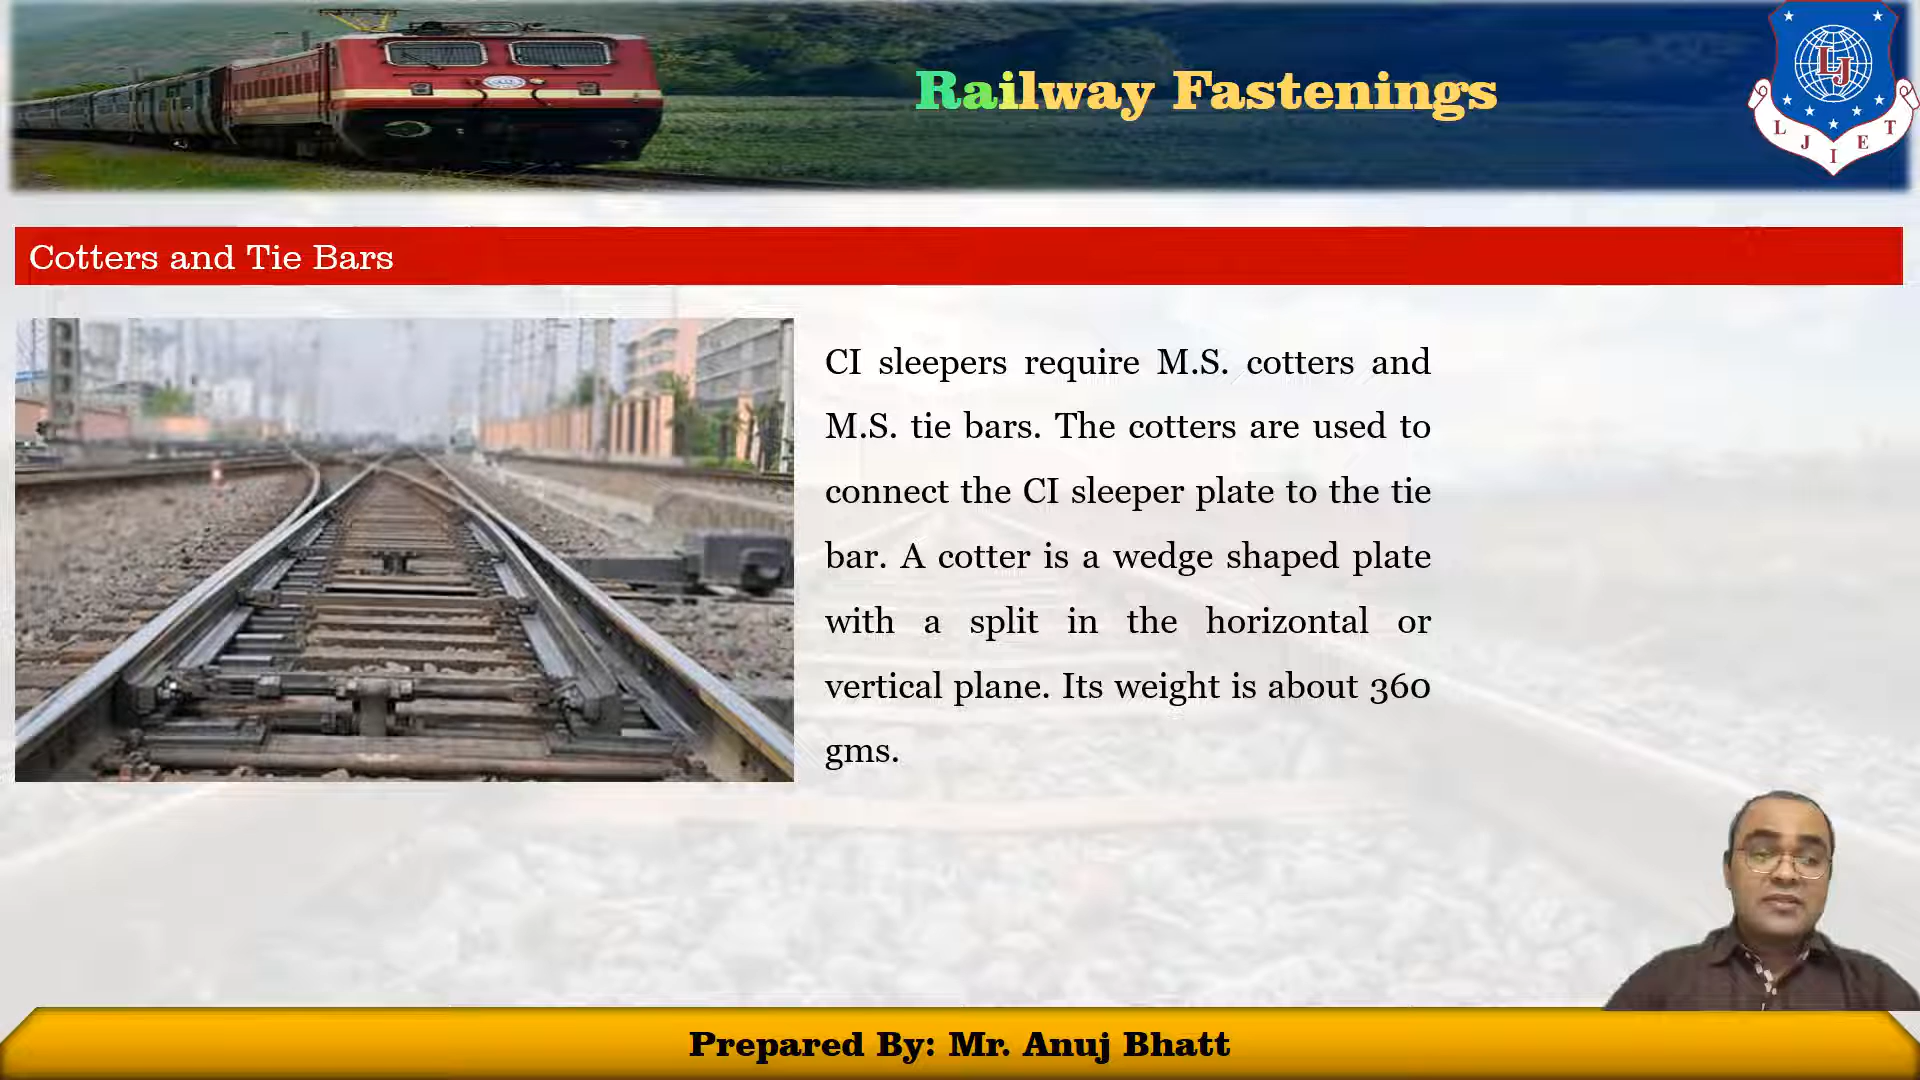 Railway Fastenings
LJ
L J I E T
Cotters and Tie Bars
CI sleepers require M.S. cotters and
M.S. tie bars. The cotters are used to
connect the CI sleeper plate to the tie
bar. A cotter is a wedge shaped plate
with a split in the horizontal or
vertical plane. Its weight is about 360
gms.
Prepared By: Mr. Anuj Bhatt